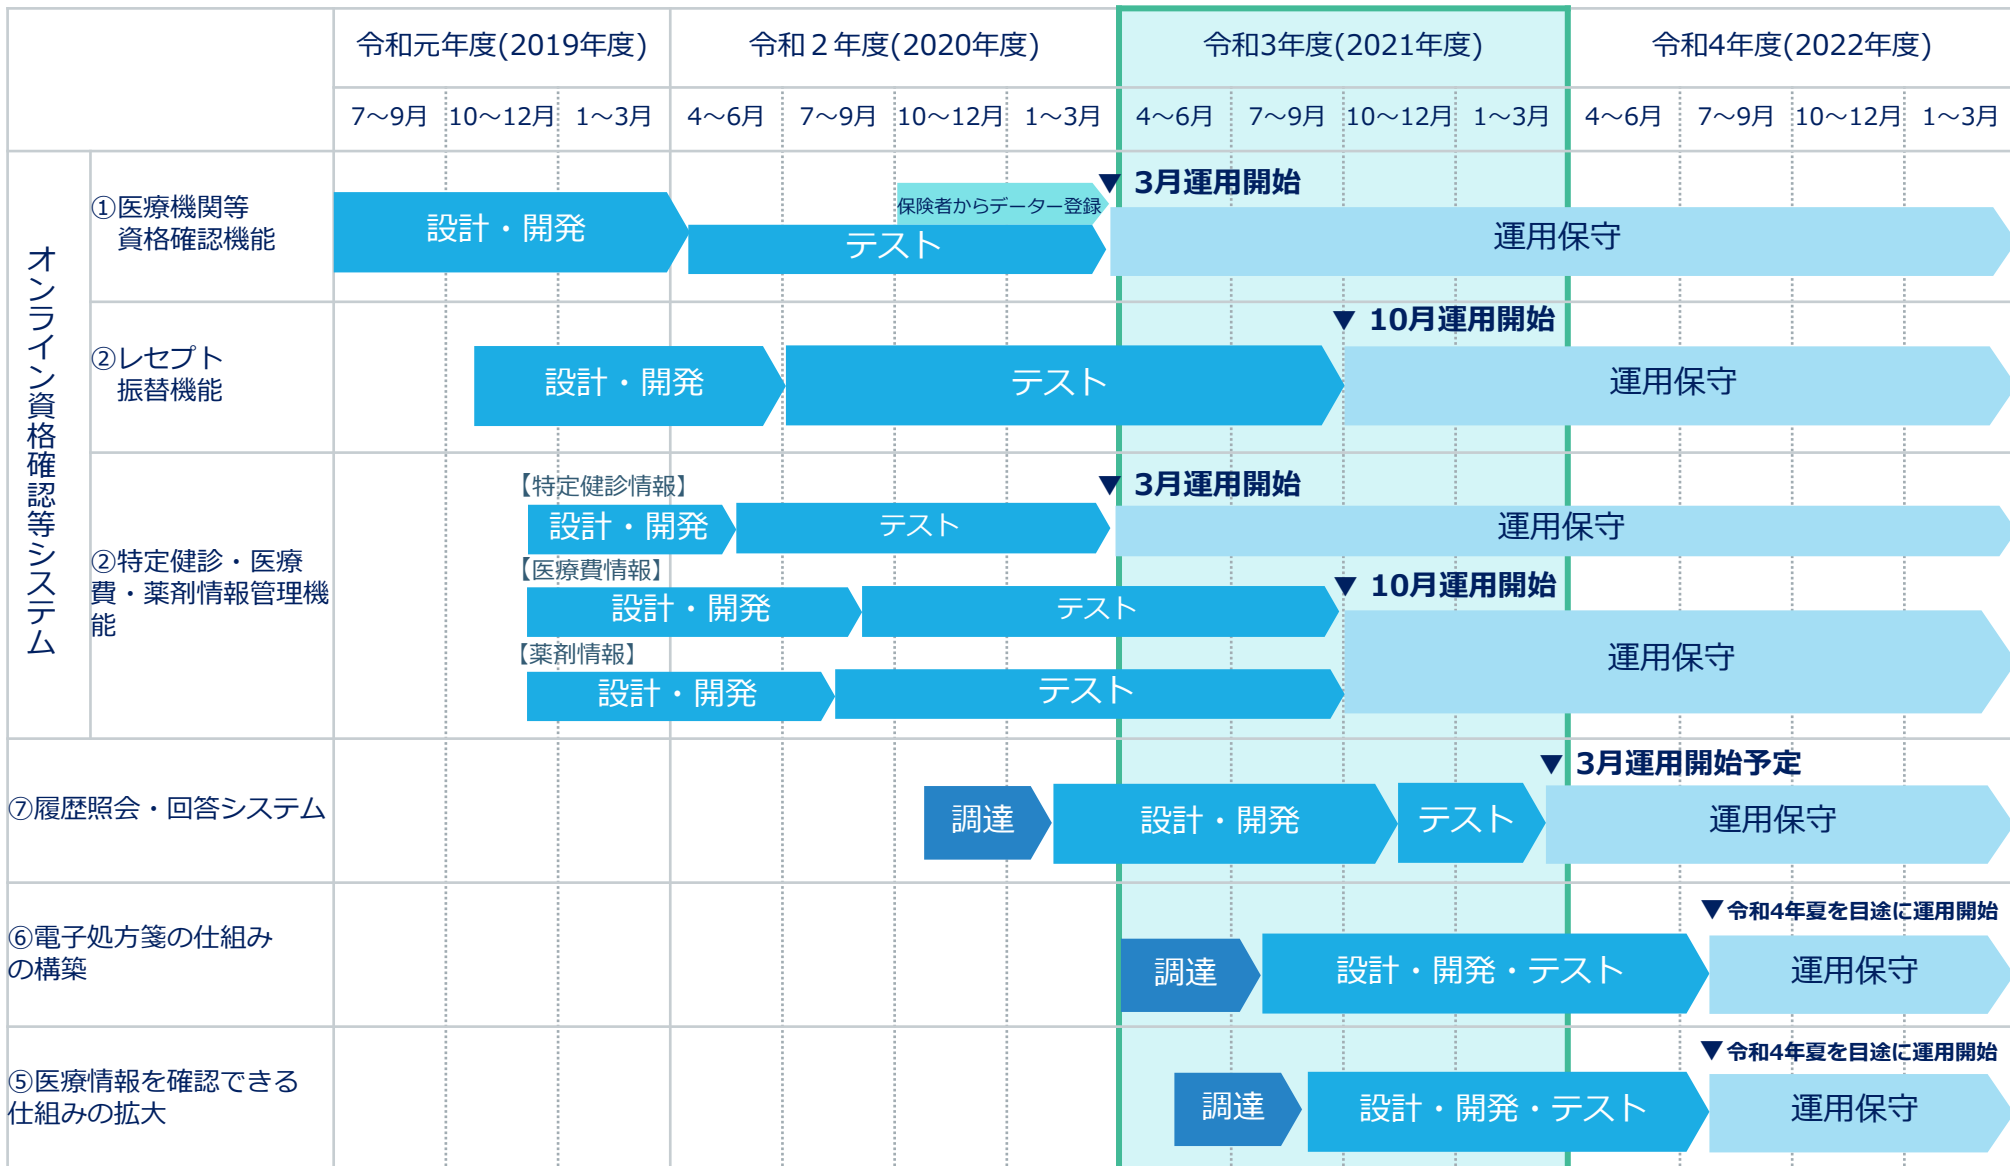 令和元年度(2019年度)
令和２年度(2020年度)
令和3年度(2021年度)
令和4年度(2022年度)
7～9月
10～12月
1～3月
4～6月
7～9月
10～12月
1～3月
4～6月
7～9月
10～12月
1～3月
4～6月
7～9月
10～12月
1～3月
オンライン資格確認等システム
①医療機関等
資格確認機能
設計・開発
保険者からデーター登録
テスト
▼ 3月運用開始
運用保守
②レセプト
振替機能
設計・開発
テスト
▼ 10月運用開始
運用保守
②特定健診・医療
費・薬剤情報管理機
能
【特定健診情報】
設計・開発
テスト
▼ 3月運用開始
運用保守
【医療費情報】
設計・開発
テスト
▼ 10月運用開始
運用保守
【薬剤情報】
設計・開発
テスト
⑦履歴照会・回答システム
調達
設計・開発
テスト
▼ 3月運用開始予定
運用保守
⑥電子処方箋の仕組み
の構築
調達
設計・開発・テスト
▼令和4年夏を目途に運用開始
運用保守
⑤医療情報を確認できる
仕組みの拡大
調達
設計・開発・テスト
▼令和4年夏を目途に運用開始
運用保守